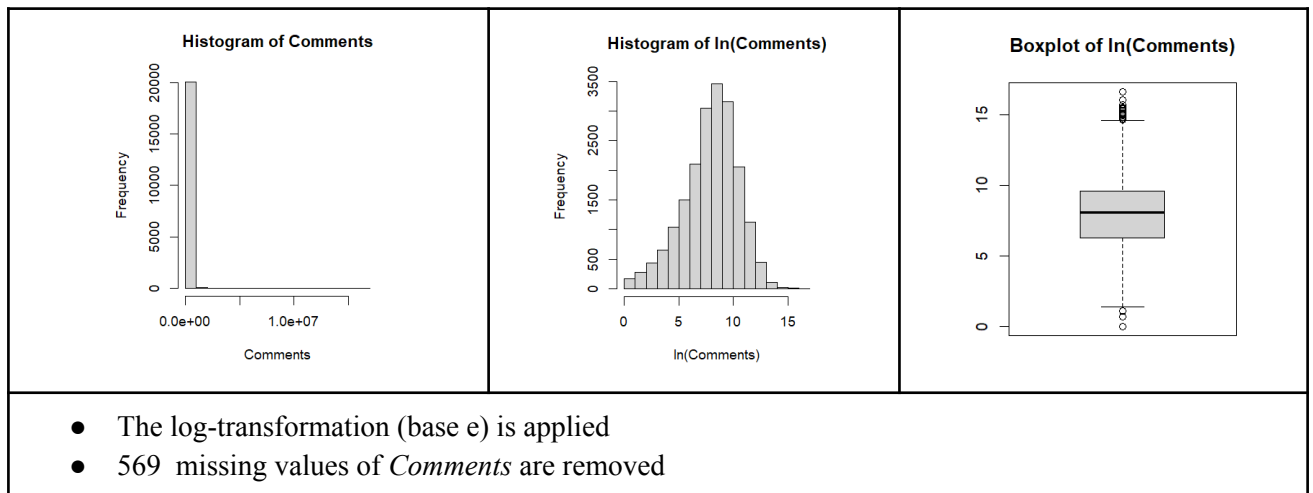 Histogram of Comments
Frequency
20000
15000
10000
5000
0
0.0e+00 1.0e+07
Comments
Histogram of ln(Comments)
Frequency
3500
2500
1500
500
0
0 5 10 15
ln(Comments)
Boxplot of ln(Comments)
15
10
5
0
● The log-transformation (base e) is applied
● 569 missing values of Comments are removed